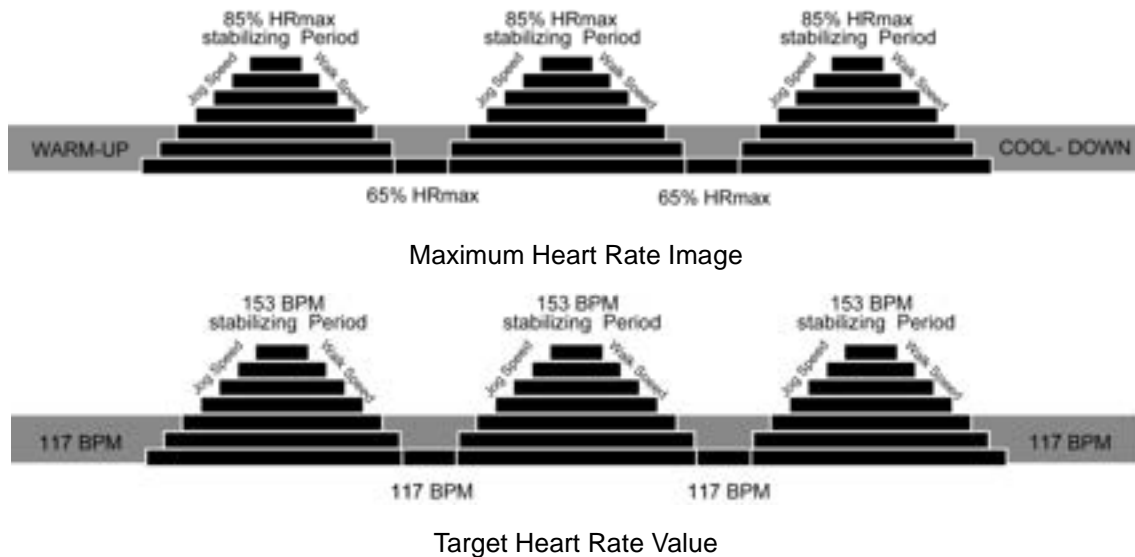 85% HRmax
stabilizing Period
85% HRmax
stabilizing Period
85% HRmax
stabilizing Period
Jog Speed
Walk Speed
Jog Speed
Walk Speed
Jog Speed
Walk Speed
WARM-UP
COOL- DOWN
65% HRmax
65% HRmax
Maximum Heart Rate Image
153 BPM
stabilizing Period
153 BPM
stabilizing Period
153 BPM
stabilizing Period
Jog Speed
Walk Speed
Jog Speed
Walk Speed
Jog Speed
Walk Speed
117 BPM
117 BPM
117 BPM
117 BPM
Target Heart Rate Value